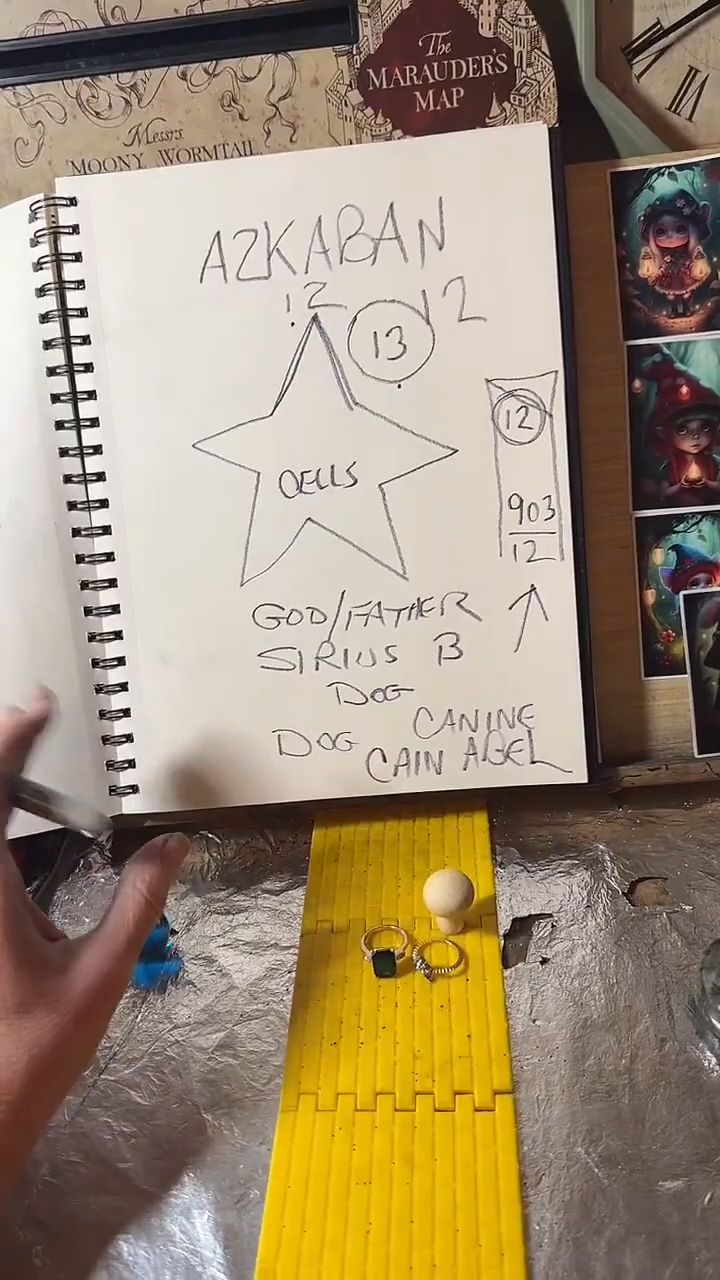 The
MARAUDER'S
MAP
Messrs
MOONY WORMTAIL
AZKABAN
12
13
12
12
CELLS
903
12
GOD/FATHER
SIRIUS B
DOG
CANINE
DOG
CAIN ABEL